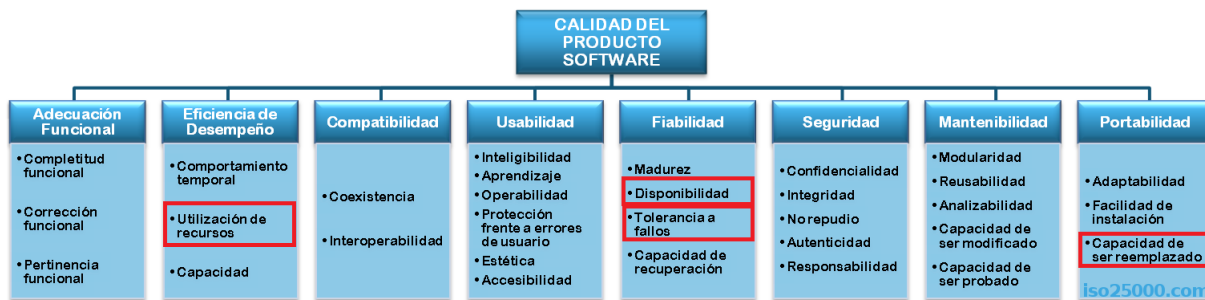 CALIDAD DEL
PRODUCTO
SOFTWARE
Adecuación
Funcional
• Completitud
funcional
• Corrección
funcional
• Pertinencia
funcional
Eficiencia de
Desempeño
• Comportamiento
temporal
• Utilización de
recursos
• Capacidad
Compatibilidad
• Coexistencia
• Interoperabilidad
Usabilidad
• Inteligibilidad
• Aprendizaje
• Operabilidad
• Protección
frente a errores
de usuario
• Estética
• Accesibilidad
Fiabilidad
• Madurez
• Disponibilidad
• Tolerancia a
fallos
• Capacidad de
recuperación
Seguridad
• Confidencialidad
• Integridad
• No repudio
• Autenticidad
• Responsabilidad
Mantenibilidad
• Modularidad
• Reusabilidad
• Analizabilidad
• Capacidad de
ser modificado
• Capacidad de
ser probado
Portabilidad
• Adaptabilidad
• Facilidad de
instalación
• Capacidad de
ser reemplazado
iso25000.com